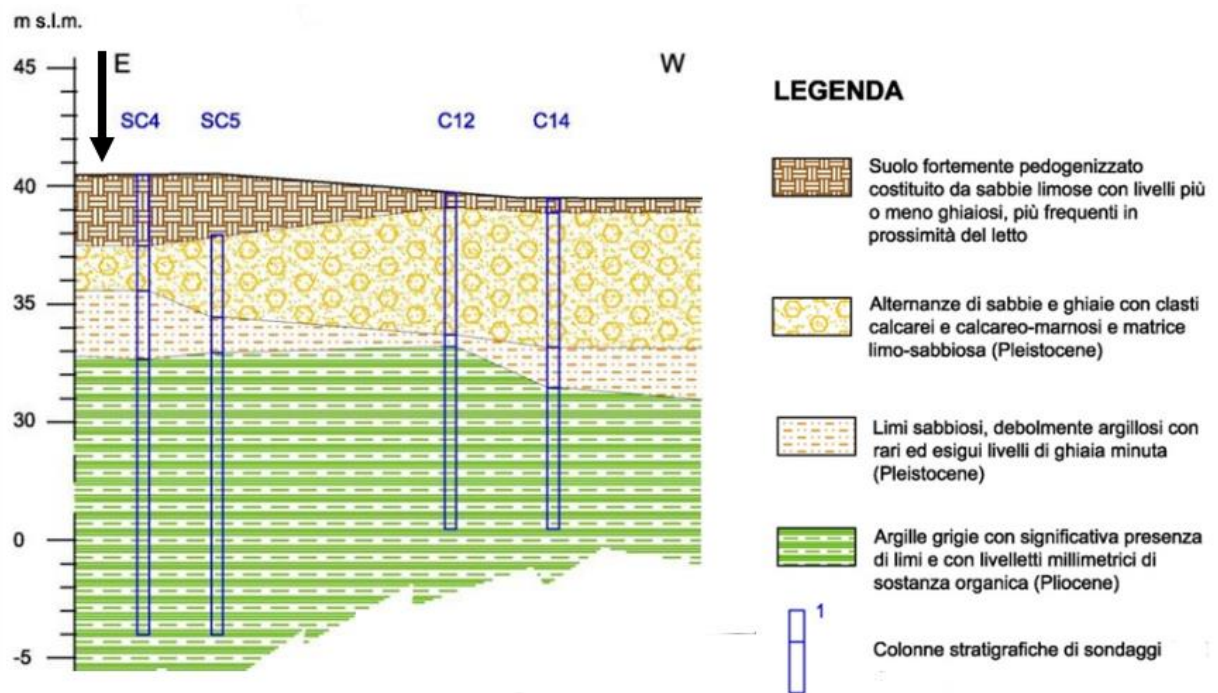 m s.l.m.
45
E
W
SC4
SC5
C12
C14
40
35
30
0
-5
LEGENDA
Suolo fortemente pedogenizzato
costituito da sabbie limose con livelli più
o meno ghiaiosi, più frequenti in
prossimità del letto
Alternanze di sabbie e ghiaie con clasti
calcarei e calcareo-marnosi e matrice
limo-sabbiosa (Pleistocene)
Limi sabbiosi, debolmente argillosi con
rari ed esigui livelli di ghiaia minuta
(Pleistocene)
Argille grigie con significativa presenza
di limi e con livelletti millimetrici di
sostanza organica (Pliocene)
1
Colonne stratigrafiche di sondaggi